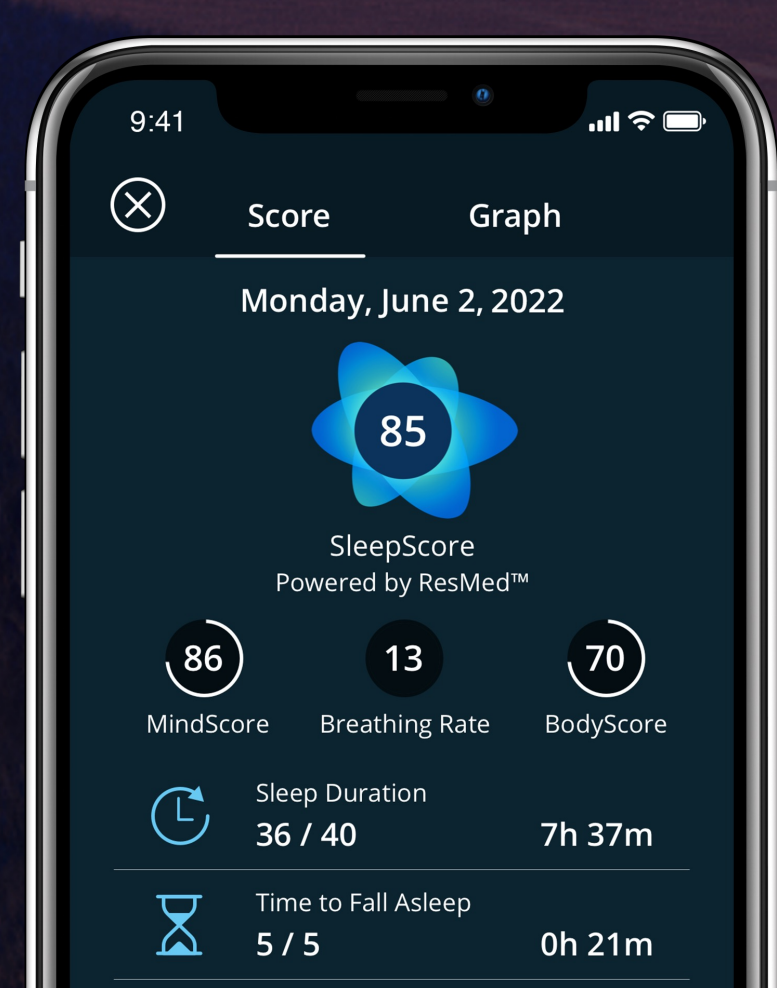 9:41
Score Graph
Monday, June 2, 2022
85
SleepScore
Powered by ResMed™
86 13 70
MindScore Breathing Rate BodyScore
Sleep Duration
36 / 40 7h 37m
Time to Fall Asleep
5 / 5 0h 21m